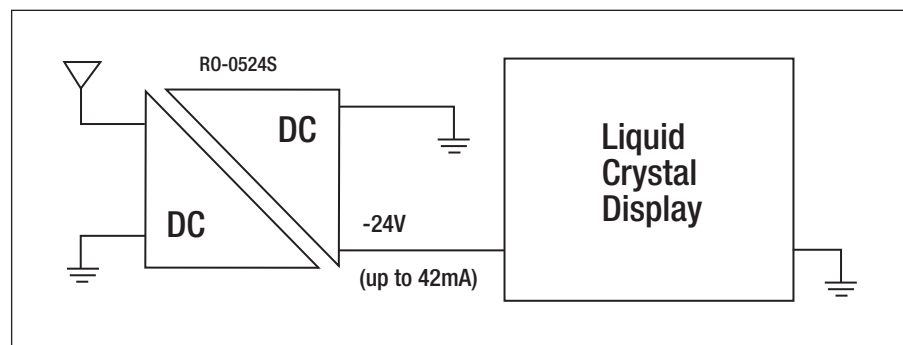 RO-0524S
DC
DC
-24V
(up to 42mA)
Liquid
Crystal
Display